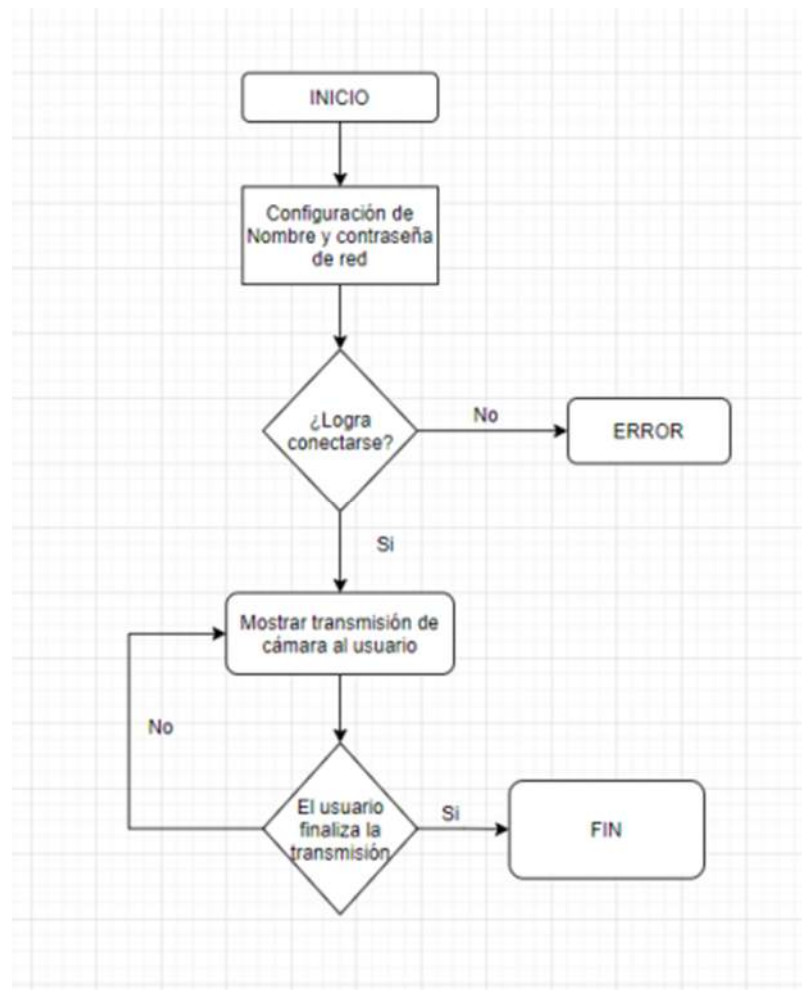 INICIO
Configuración de
Nombre y contraseña
de red
¿Logra
conectarse?
No
ERROR
Si
Mostrar transmisión de
cámara al usuario
No
El usuario
finaliza la
transmisión
Si
FIN